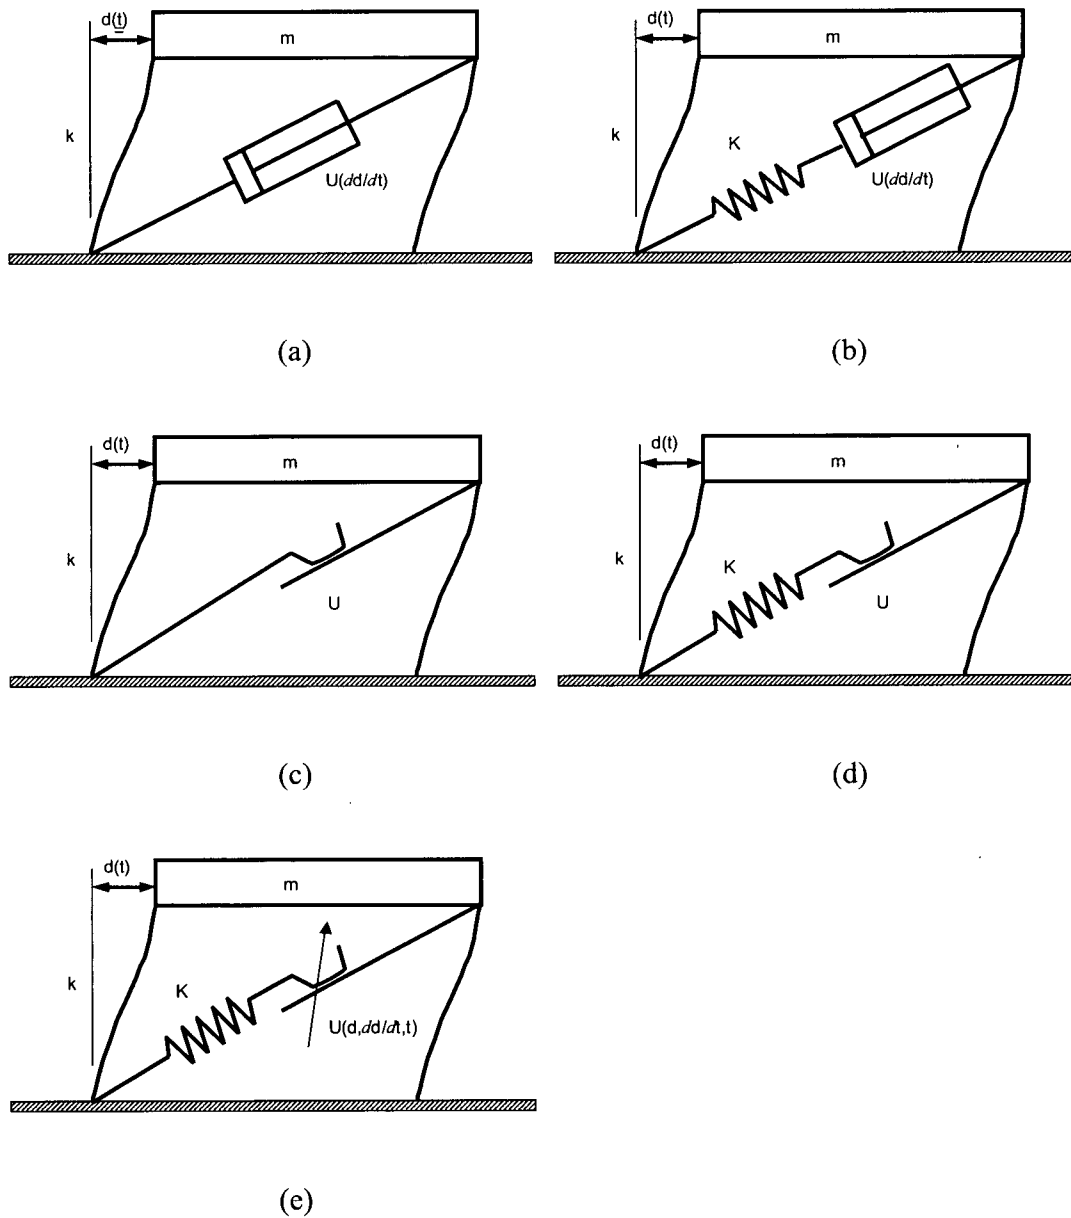 d(t)
m
k
U(dd/dt)
(a)
d(t)
m
k
K
U(dd/dt)
(b)
d(t)
m
k
U
(c)
d(t)
m
k
K
U
(d)
d(t)
m
k
K
U(d,dd/dt,t)
(e)